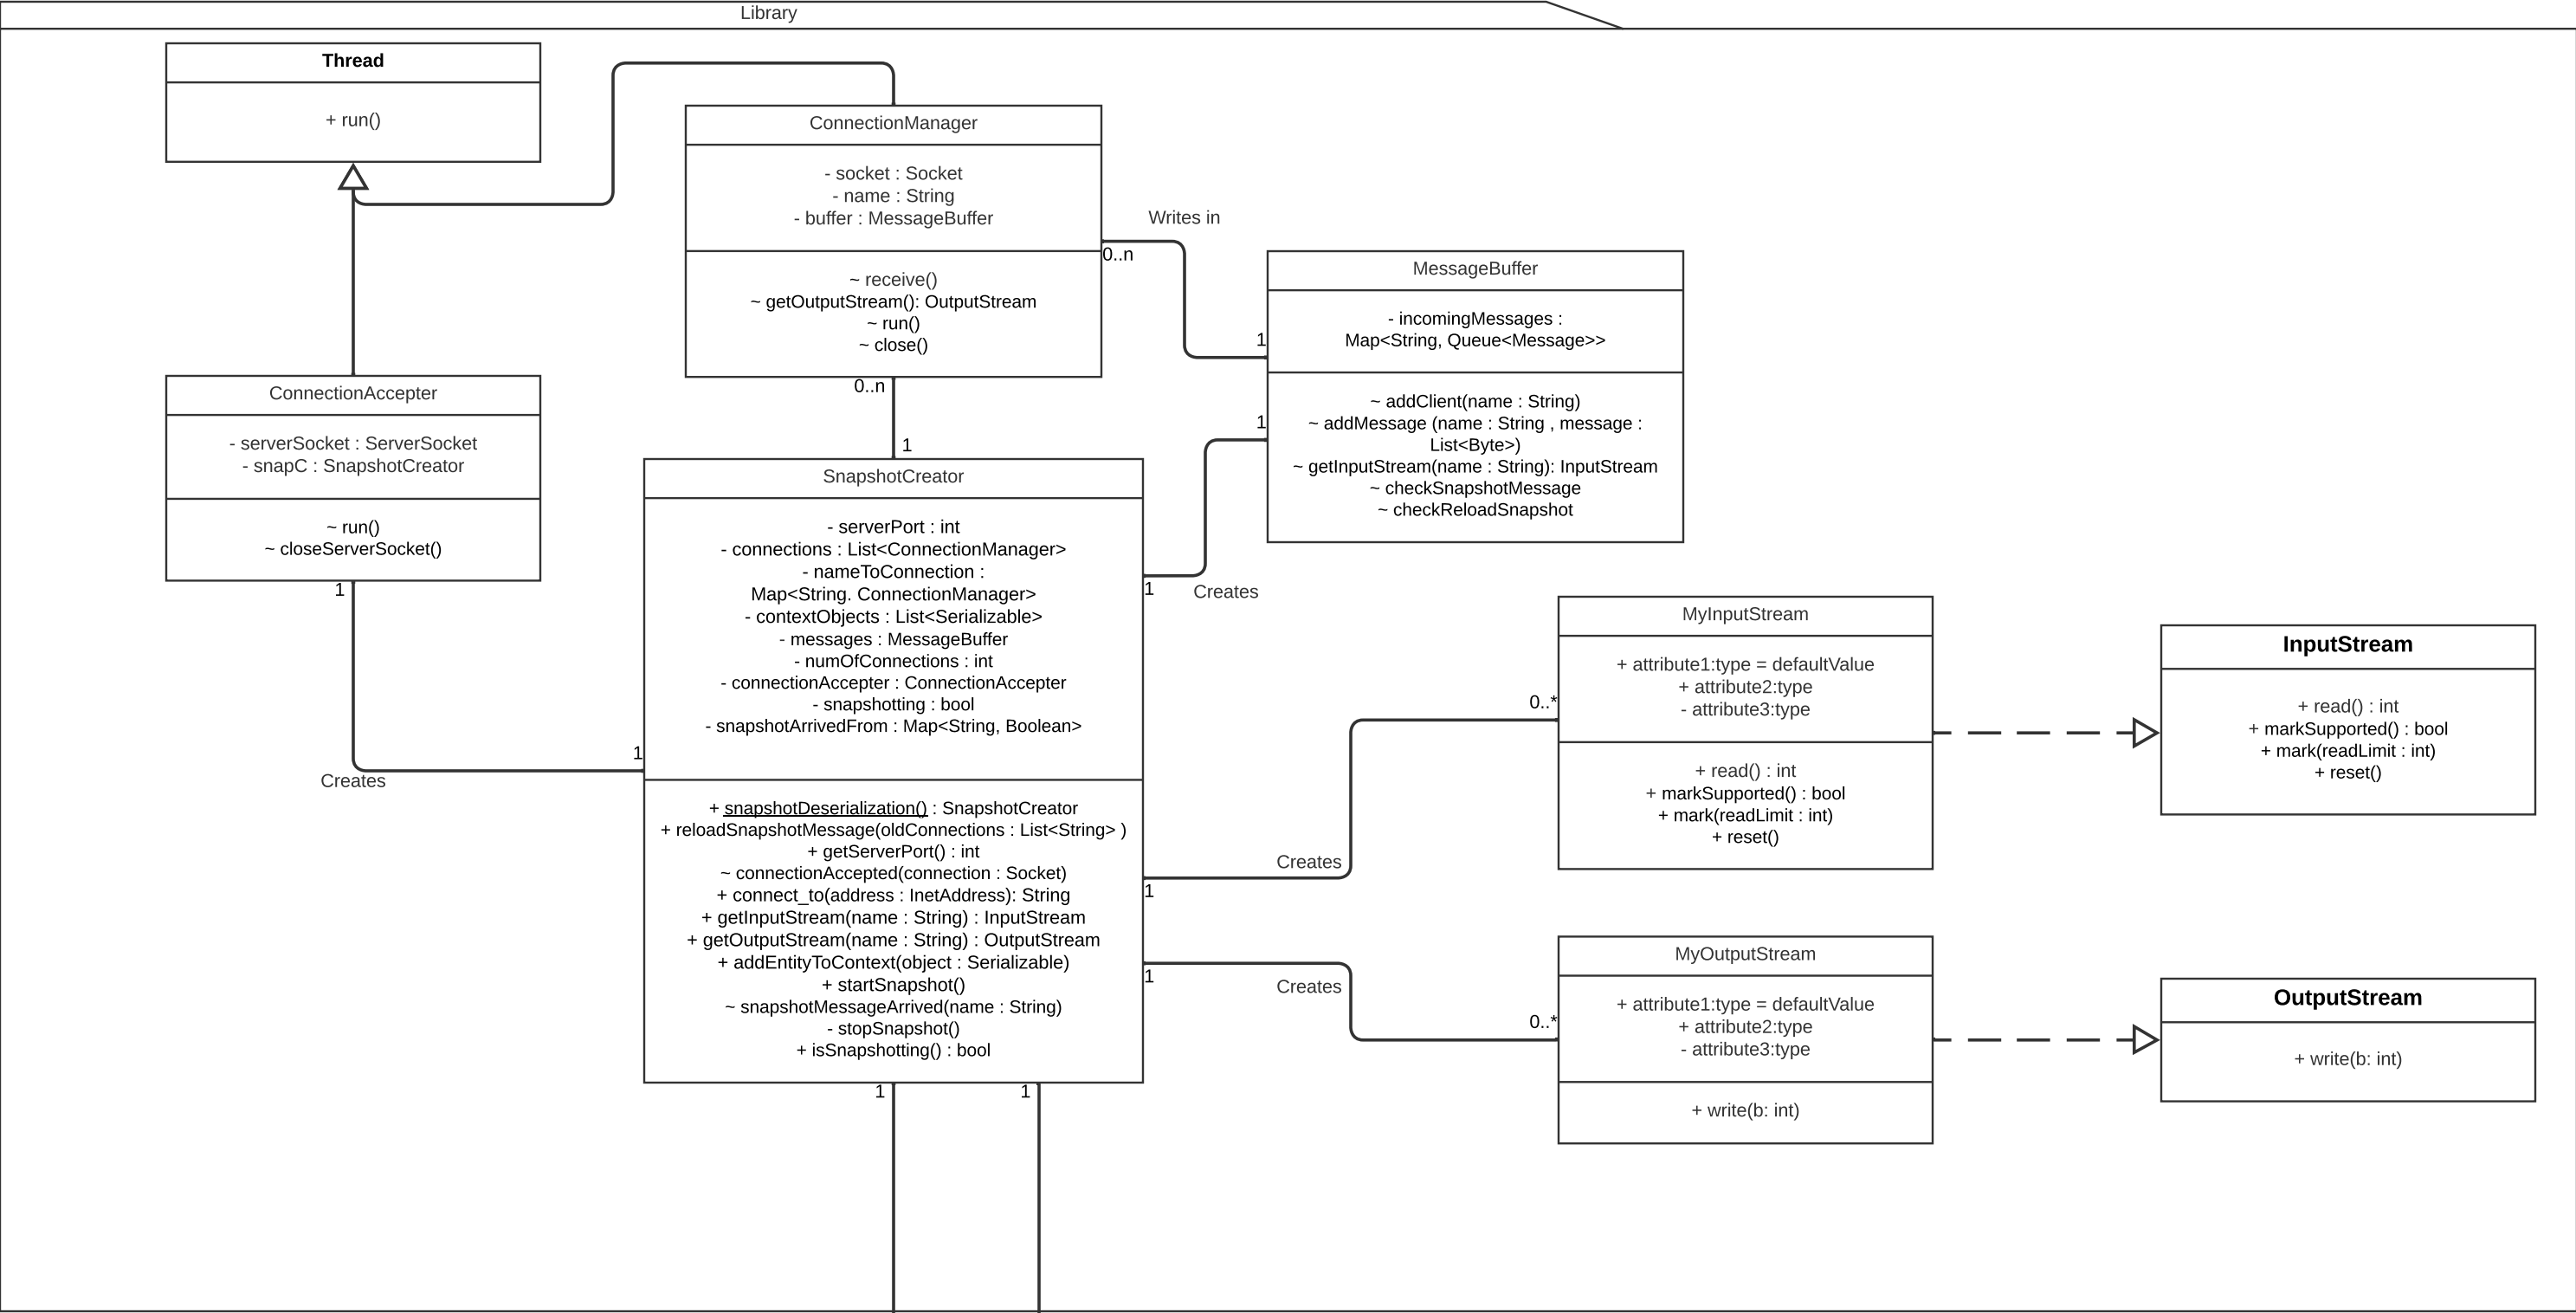 Library
Thread
+ run()
ConnectionManager
- socket : Socket
- name : String
- buffer : MessageBuffer
~ receive()
~ getOutputStream(): OutputStream
~ run()
~ close()
Writes in
0..n
1
MessageBuffer
- incomingMessages :
Map<String, Queue<Message>>
~ addClient(name : String)
~ addMessage (name : String , message :
List<Byte>)
~ getInputStream(name : String): InputStream
~ checkSnapshotMessage
~ checkReloadSnapshot
0..n
1
1
1
Creates
ConnectionAccepter
- serverSocket : ServerSocket
- snapC : SnapshotCreator
~ run()
~ closeServerSocket()
1
1
Creates
SnapshotCreator
- serverPort : int
- connections : List<ConnectionManager>
- nameToConnection :
Map<String. ConnectionManager>
- contextObjects : List<Serializable>
- messages : MessageBuffer
- numOfConnections : int
- connectionAccepter : ConnectionAccepter
- snapshotting : bool
- snapshotArrivedFrom : Map<String, Boolean>
+ snapshotDeserialization() : SnapshotCreator
+ reloadSnapshotMessage(oldConnections : List<String> )
+ getServerPort() : int
~ connectionAccepted(connection : Socket)
+ connect_to(address : InetAddress): String
+ getInputStream(name : String) : InputStream
+ getOutputStream(name : String) : OutputStream
+ addEntityToContext(object : Serializable)
+ startSnapshot()
~ snapshotMessageArrived(name : String)
- stopSnapshot()
+ isSnapshotting() : bool
1
1
MyInputStream
+ attribute1:type = defaultValue
+ attribute2:type
- attribute3:type
+ read() : int
+ markSupported() : bool
+ mark(readLimit : int)
+ reset()
0..*
Creates
1
InputStream
+ read() : int
+ markSupported() : bool
+ mark(readLimit : int)
+ reset()
1
Creates
0..*
MyOutputStream
+ attribute1:type = defaultValue
+ attribute2:type
- attribute3:type
+ write(b: int)
OutputStream
+ write(b: int)